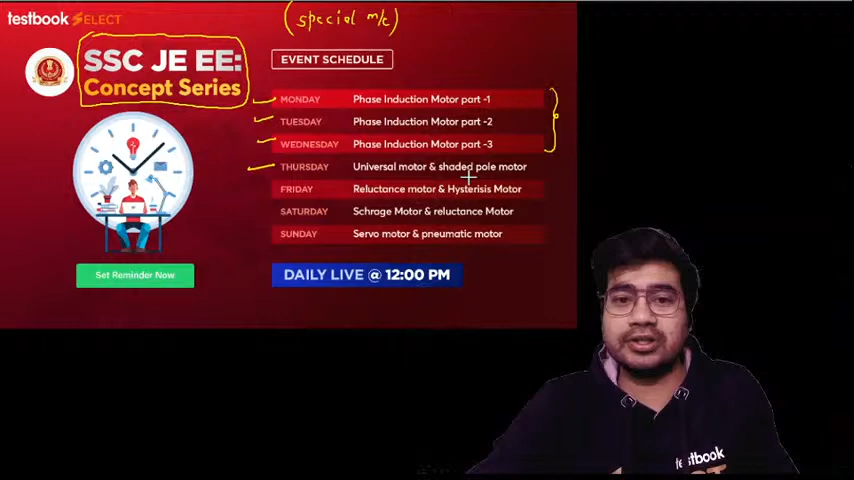 testbook SELECT
(special m/c)
SSC JE EE:
Concept Series
EVENT SCHEDULE
MONDAY Phase Induction Motor part -1
TUESDAY Phase Induction Motor part -2
WEDNESDAY Phase Induction Motor part -3
THURSDAY Universal motor & shaded pole motor
FRIDAY Reluctance motor & Hysterisis Motor
SATURDAY Schrage Motor & reluctance Motor
SUNDAY Servo motor & pneumatic motor
Set Reminder Now
DAILY LIVE @ 12:00 PM
testbook